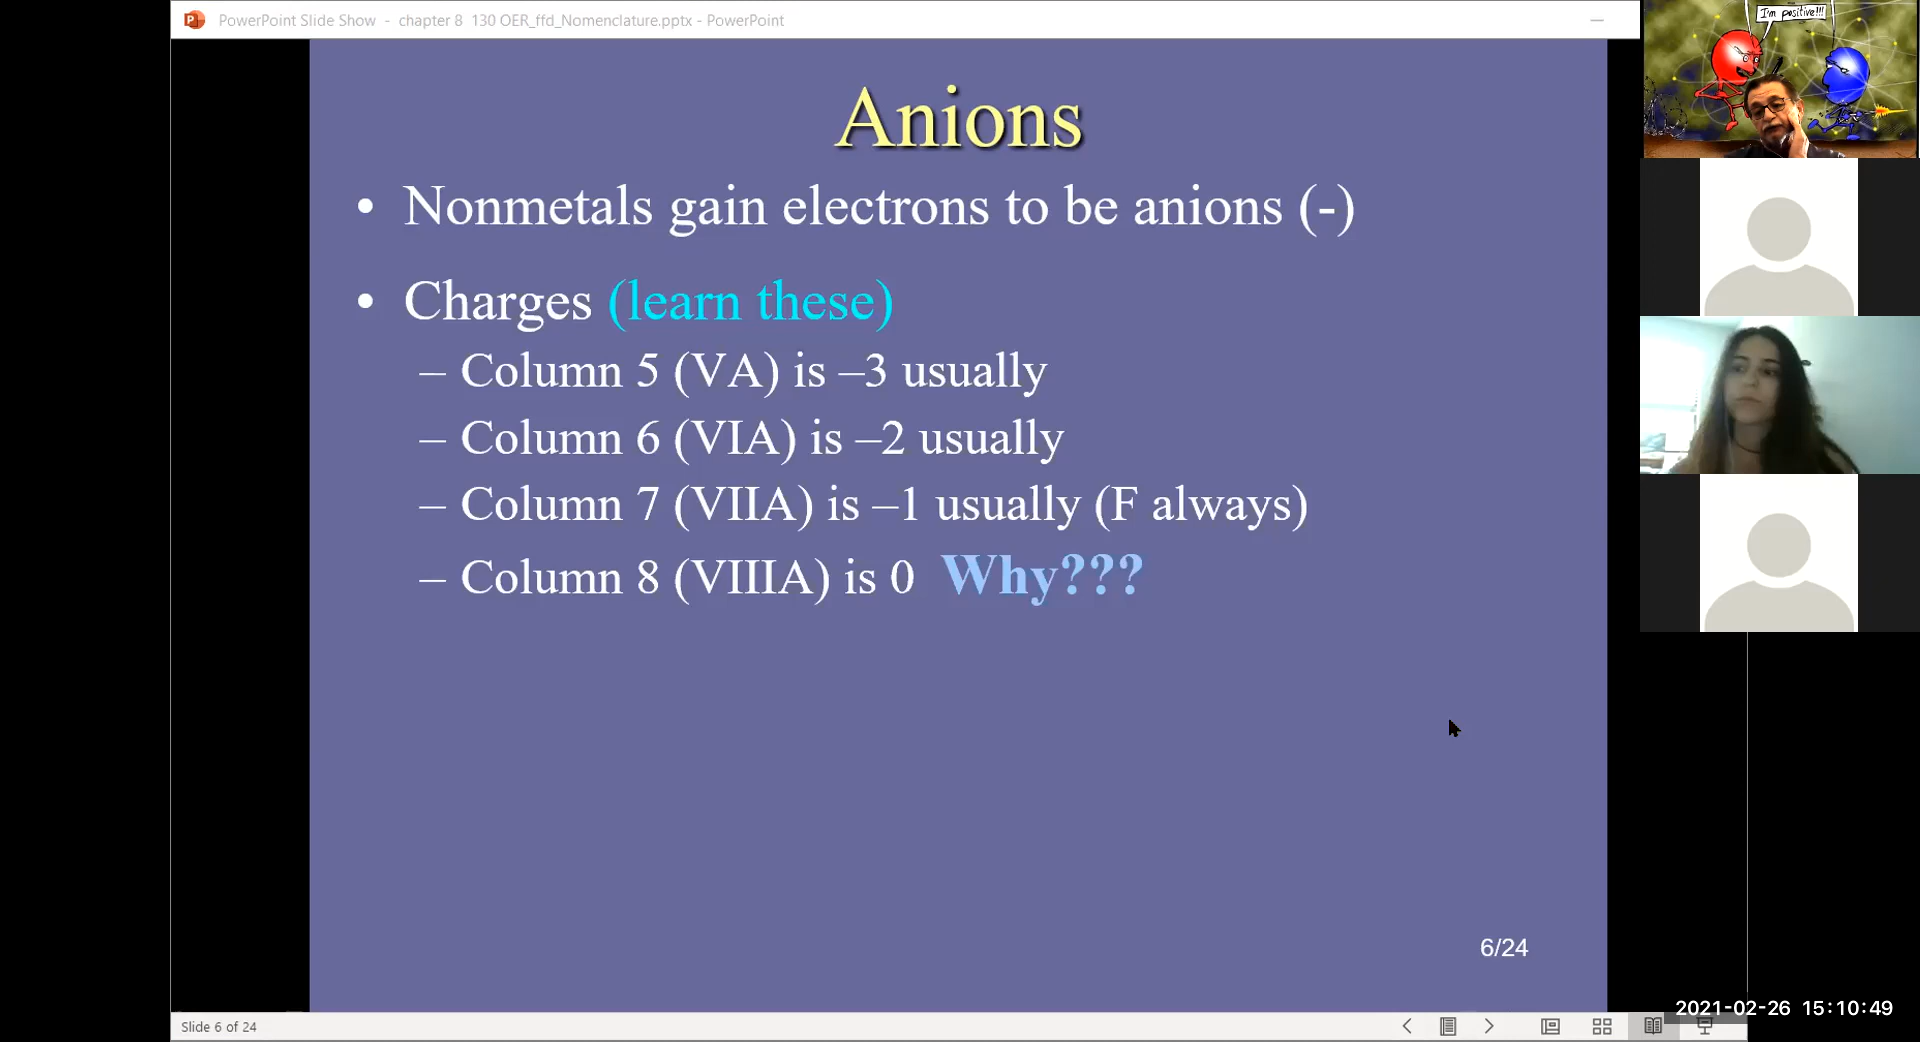 PowerPoint Slide Show - chapter 8 130 OER_ffd_Nomenclature.pptx - PowerPoint
I'm positive!!!
Anions
• Nonmetals gain electrons to be anions (-)
• Charges (learn these)
– Column 5 (VA) is –3 usually
– Column 6 (VIA) is –2 usually
– Column 7 (VIIA) is –1 usually (F always)
– Column 8 (VIIIA) is 0 Why???
6/24
2021-02-26 15:10:49
Slide 6 of 24